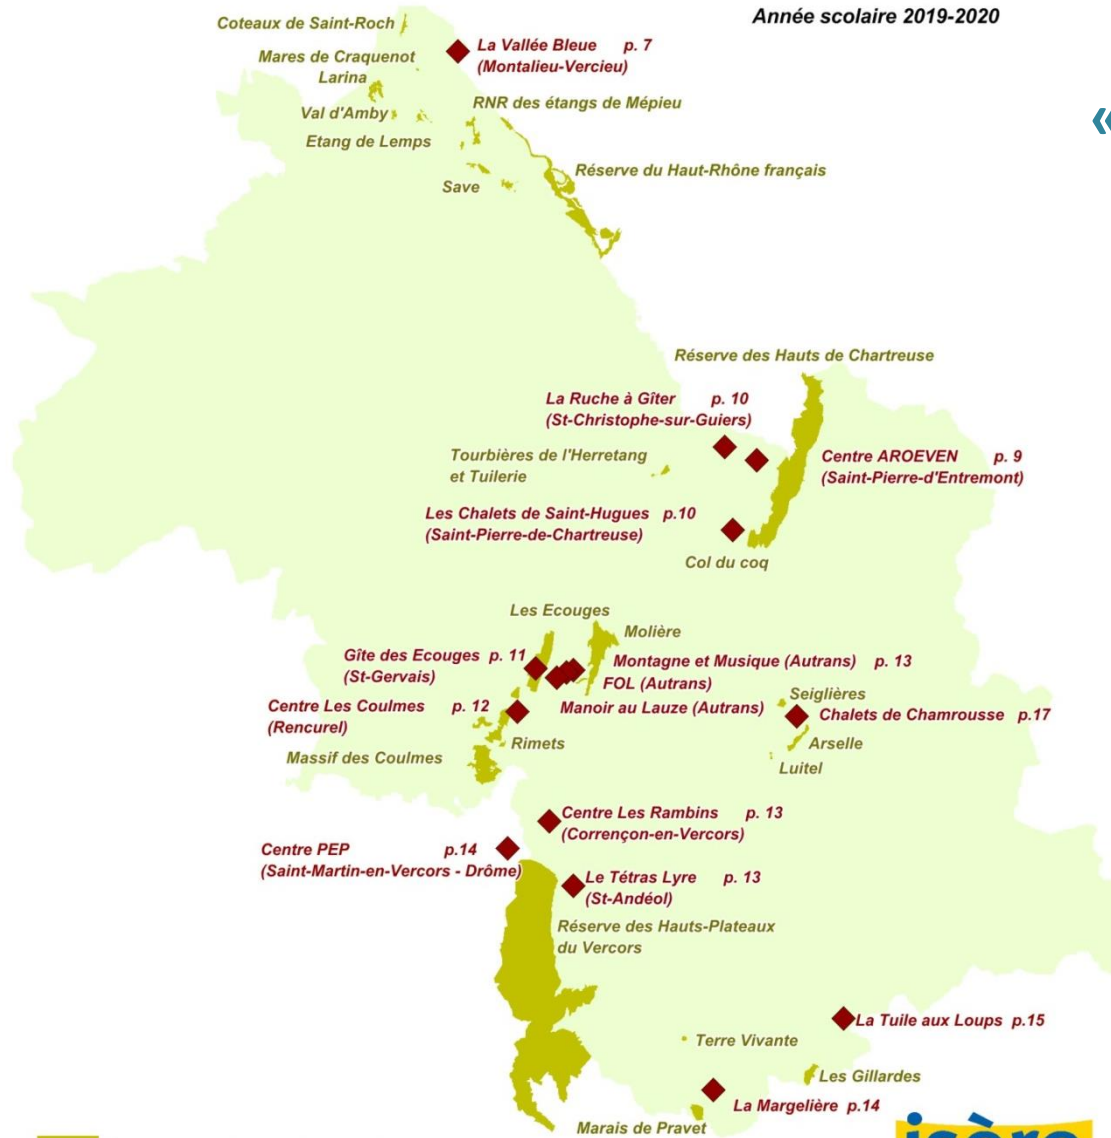 Année scolaire 2019-2020
Coteaux de Saint-Roch
La Vallée Bleue p. 7
(Montalieu-Vercieu)
Mares de Craquenot
Larina
«
RNR des étangs de Mépieu
Val d'Amby
Etang de Lemps
Réserve du Haut-Rhône français
Save
Réserve des Hauts de Chartreuse
La Ruche à Gîter p. 10
(St-Christophe-sur-Guiers)
Tourbières de l'Herretang
et Tuilerie
Centre AROEVEN p. 9
(Saint-Pierre-d'Entremont)
Les Chalets de Saint-Hugues p.10
(Saint-Pierre-de-Chartreuse)
Col du coq
Les Ecouges
Molière
Gîte des Ecouges p. 11
(St-Gervais)
Montagne et Musique (Autrans) p. 13
FOL (Autrans)
Manoir au Lauze (Autrans)
Seiglières
Centre Les Coulmes p. 12
(Rencurel)
Chalets de Chamrousse p.17
Rimets
Arselle
Massif des Coulmes
Luitel
Centre Les Rambins p. 13
(Corrençon-en-Vercors)
Centre PEP p.14
(Saint-Martin-en-Vercors - Drôme)
Le Tétras Lyre p. 13
(St-Andéol)
Réserve des Hauts-Plateaux
du Vercors
La Tuile aux Loups p.15
Terre Vivante
Les Gillardes
La Margelière p.14
Marais de Pravet
isère